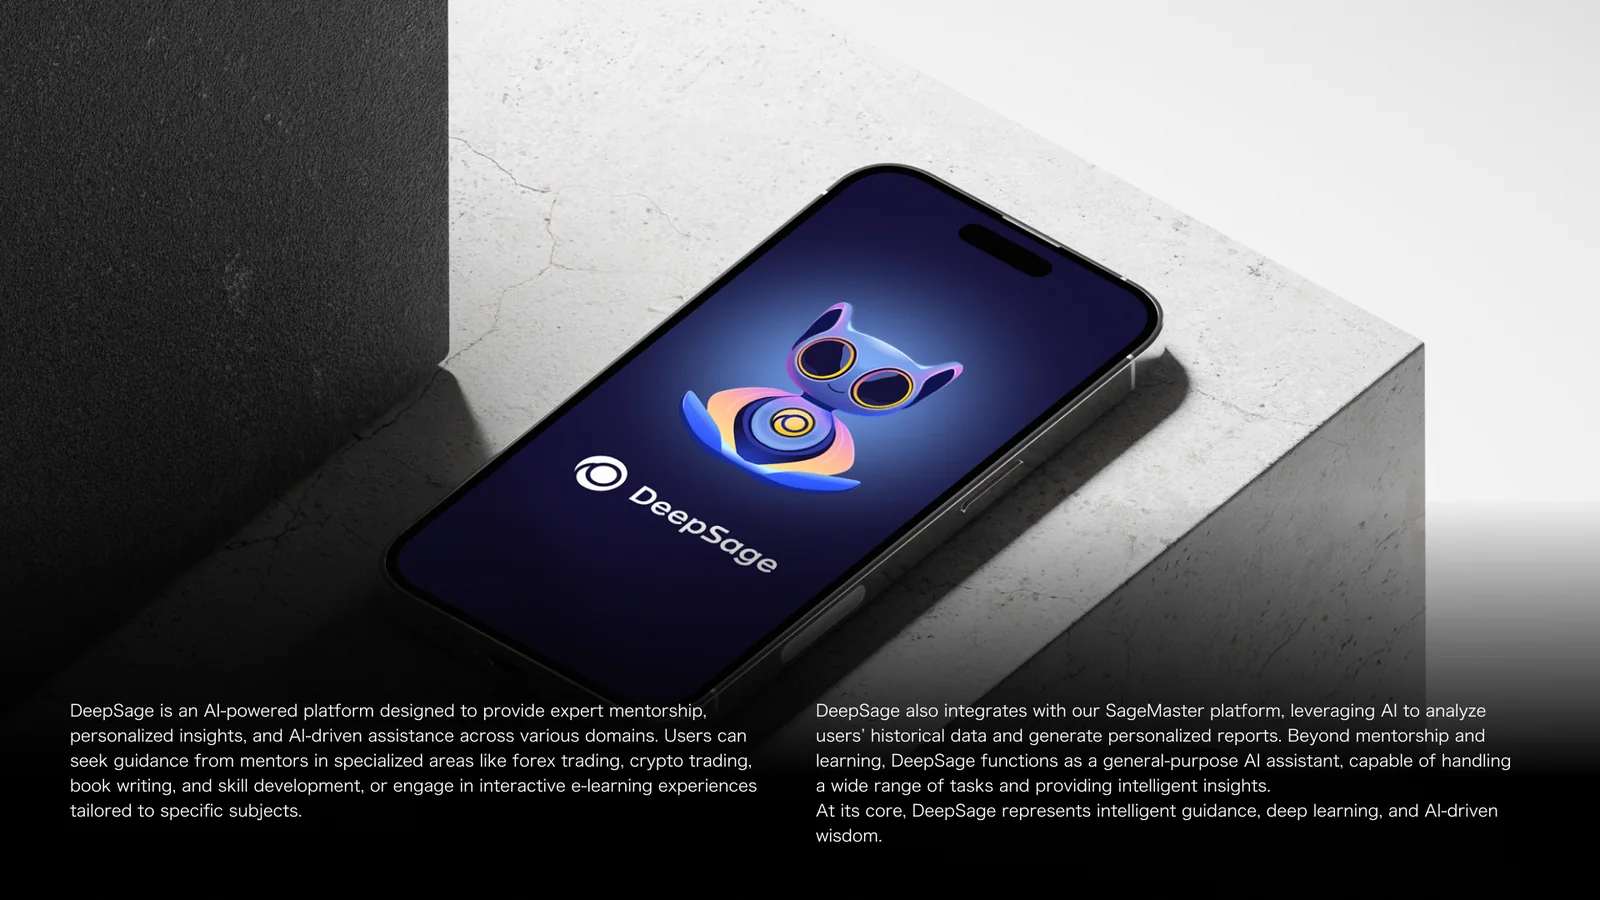 DeepSage
DeepSage is an AI-powered platform designed to provide expert mentorship,
personalized insights, and AI-driven assistance across various domains. Users can
seek guidance from mentors in specialized areas like forex trading, crypto trading,
book writing, and skill development, or engage in interactive e-learning experiences
tailored to specific subjects.
DeepSage also integrates with our SageMaster platform, leveraging AI to analyze
users’ historical data and generate personalized reports. Beyond mentorship and
learning, DeepSage functions as a general-purpose AI assistant, capable of handling
a wide range of tasks and providing intelligent insights.
At its core, DeepSage represents intelligent guidance, deep learning, and AI-driven
wisdom.